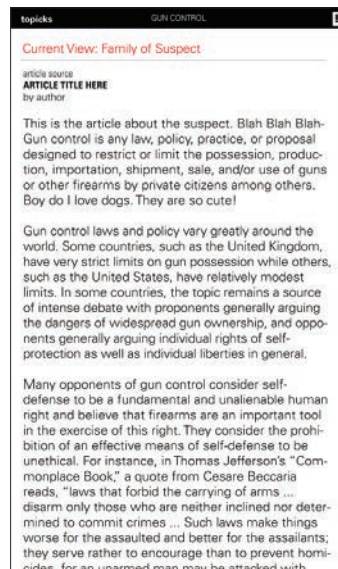 topicks GUN CONTROL
Current View: Family of Suspect
article source
ARTICLE TITLE HERE
by author
This is the article about the suspect. Blah Blah Blah-
Gun control is any law, policy, practice, or proposal
designed to restrict or limit the possession, produc-
tion, importation, shipment, sale, and/or use of guns
or other firearms by private citizens among others.
Boy do I love dogs. They are so cute!
Gun control laws and policy vary greatly around the
world. Some countries, such as the United Kingdom,
have very strict limits on gun possession while others,
such as the United States, have relatively modest
limits. In some countries, the topic remains a source
of intense debate with proponents generally arguing
the dangers of widespread gun ownership, and oppo-
nents generally arguing individual rights of self-
protection as well as individual liberties in general.
Many opponents of gun control consider self-
defense to be a fundamental and unalienable human
right and believe that firearms are an important tool
in the exercise of this right. They consider the prohi-
bition of an effective means of self-defense to be
unethical. For instance, in Thomas Jefferson's "Com-
monplace Book," a quote from Cesare Beccaria
reads, "laws that forbid the carrying of arms ...
disarm only those who are neither inclined nor deter-
mined to commit crimes ... Such laws make things
worse for the assaulted and better for the assailants;
they serve rather to encourage than to prevent homi-
cides, for an unarmed man may be attacked with